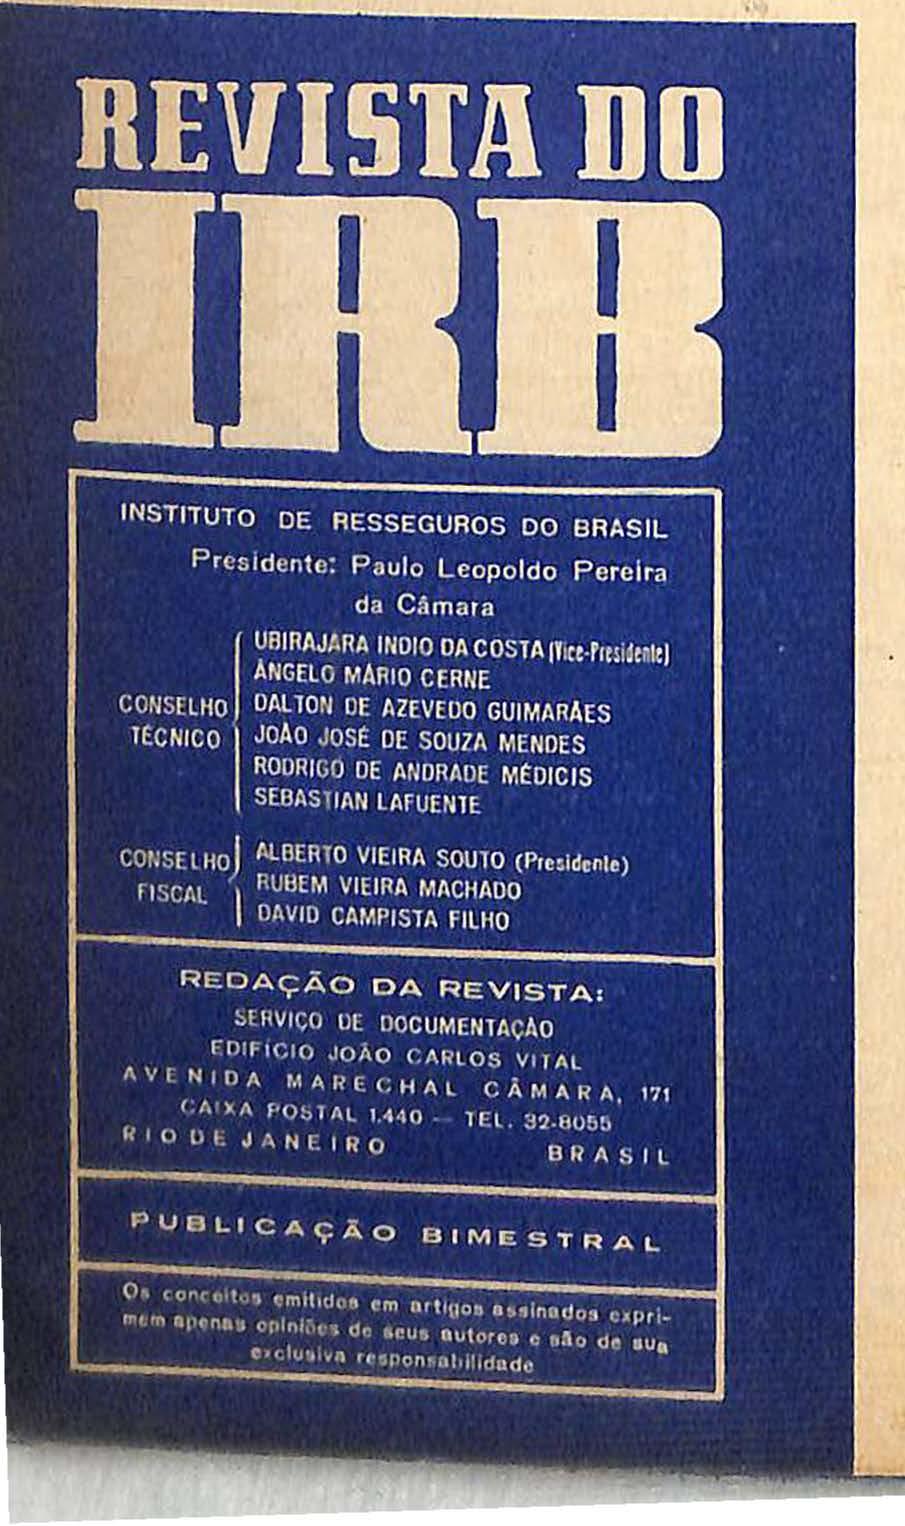 REVISTA DO
IRB
INSTITUTO DE RESSEGUROS DO BRASIL
Presidente: Paulo Leopoldo Pereira
da Câmara
CONSELHO
TÉCNICO
UBIRAJARA INDIO DA COSTA (Vice-Presidente)
ÂNGELO MÁRIO CERNE
DALTON DE AZEVEDO GUIMARÃES
JOÃO JOSÉ DE SOUZA MENDES
RODRIGO DE ANDRADE MÉDICIS
SEBASTIAN LAFUENTE
CONSELHO
FISCAL
ALBERTO VIEIRA SOUTO (Presidente)
RUBEM VIEIRA MACHADO
DAVID CAMPISTA FILHO
REDAÇÃO DA REVISTA:
SERVIÇO DE DOCUMENTAÇÃO
EDIFÍCIO JOÃO CARLOS VITAL
AVENIDA MARECHAL CÂMARA, 171
CAIXA POSTAL 1.440 — TEL. 32-8055
RIO DE JANEIRO BRASIL
PUBLICAÇÃO BIMESTRAL
Os conceitos emitidos em artigos assinados expri-
mem apenas opiniões de seus autores e são de sua
exclusiva responsabilidade